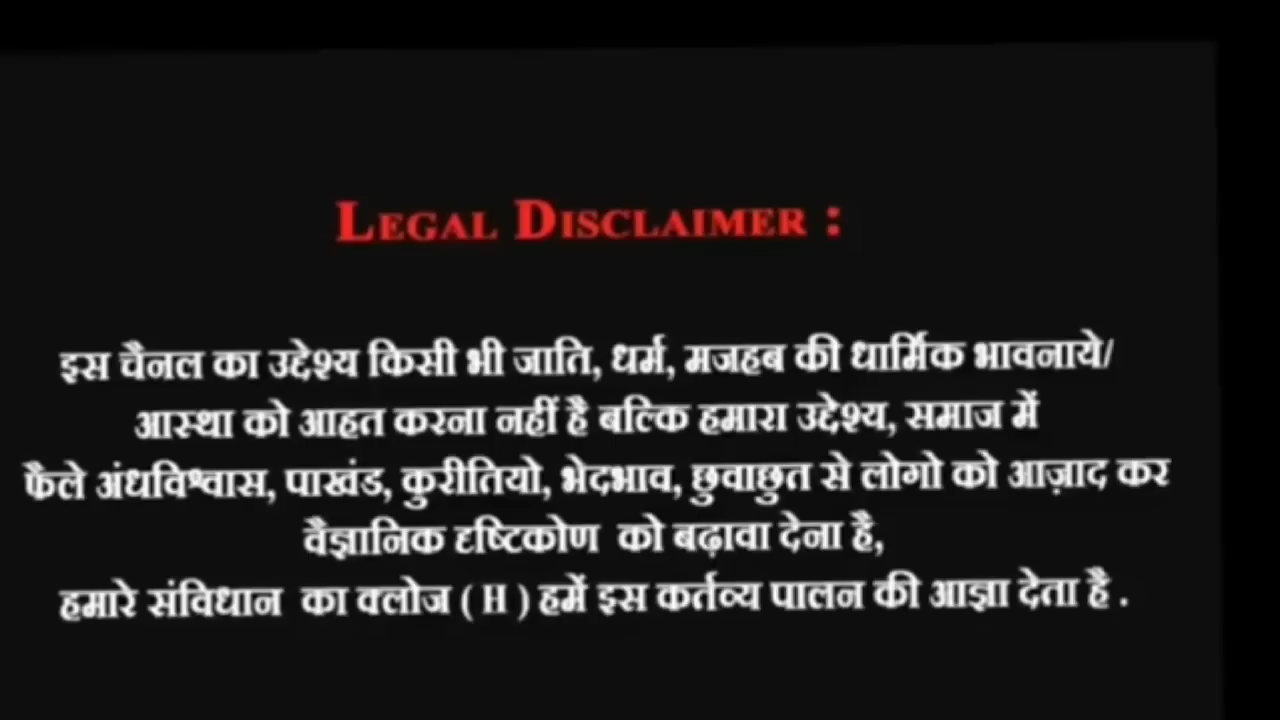 LEGAL DISCLAIMER :
इस चैनल का उद्देश्य किसी भी जाति, धर्म, मजहब की धार्मिक भावनाये/
आस्था को आहत करना नहीं है बल्कि हमारा उद्देश्य, समाज में
फैले अंधविश्वास, पाखंड, कुरीतियो, भेदभाव, छुवाछुत से लोगो को आज़ाद कर
वैज्ञानिक दृष्टिकोण को बढ़ावा देना है,
हमारे संविधान का क्लोज ( H ) हमें इस कर्तव्य पालन की आज्ञा देता है .